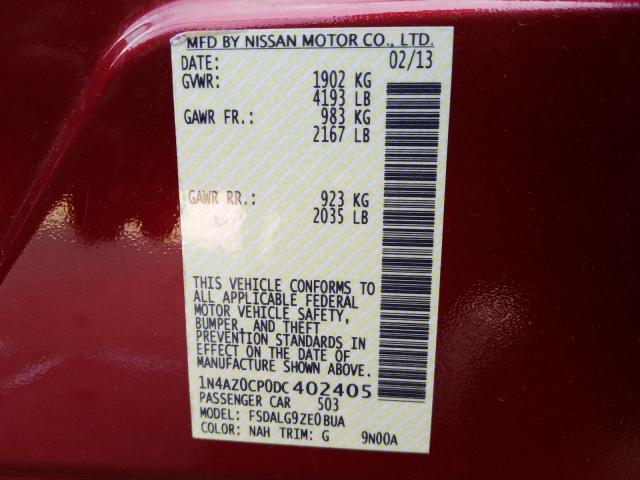 MFD BY NISSAN MOTOR CO., LTD.
DATE: 02/13
GVWR: 1902 KG
4193 LB
GAWR FR.: 983 KG
2167 LB
GAWR RR.: 923 KG
2035 LB
THIS VEHICLE CONFORMS TO
ALL APPLICABLE FEDERAL
MOTOR VEHICLE SAFETY,
BUMPER, AND THEFT
PREVENTION STANDARDS IN
EFFECT ON THE DATE OF
MANUFACTURE SHOWN ABOVE.
1N4AZ0CP0DC402405
PASSENGER CAR 503
MODEL: FSDALG9ZE0BUA
COLOR: NAH TRIM: G 9N00A